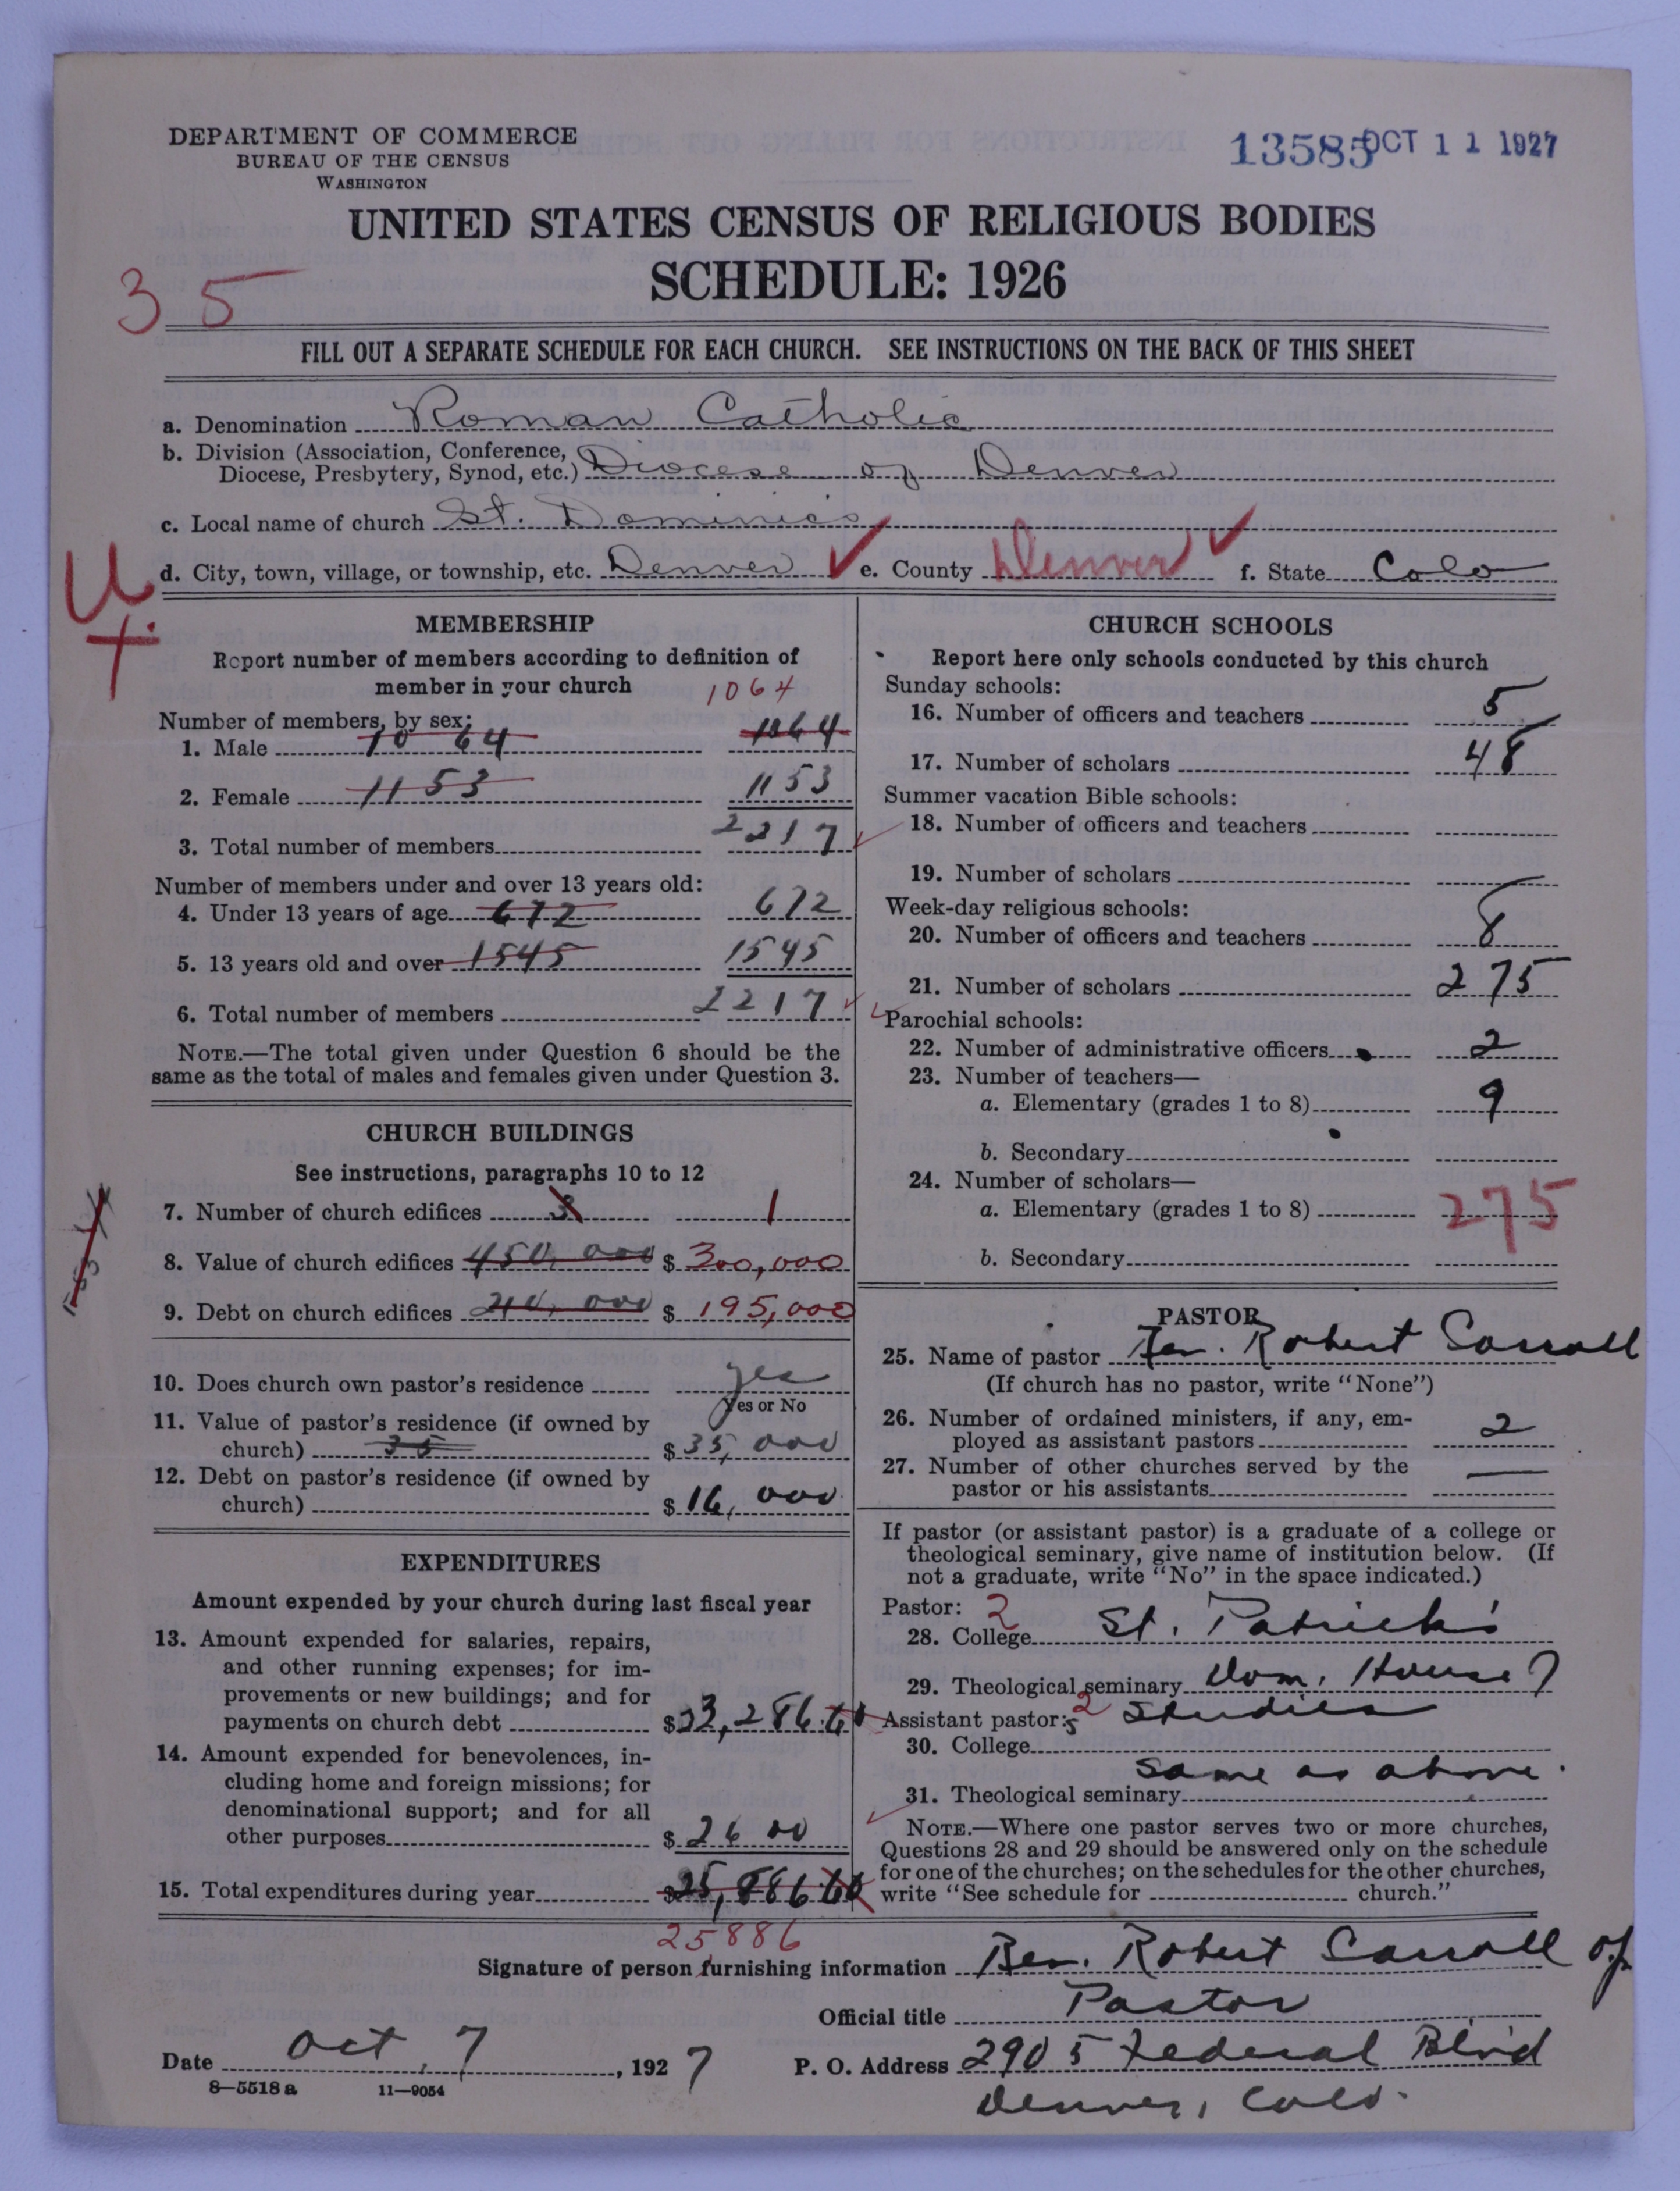 DEPARTMENT OF COMMERCE
BUREAU OF THE CENSUS
WASHINGTON
13585 OCT 11 1927
UNITED STATES CENSUS OF RELIGIOUS BODIES
SCHEDULE: 1926
35
FILL OUT A SEPARATE SCHEDULE FOR EACH CHURCH. SEE INSTRUCTIONS ON THE BACK OF THIS SHEET
a. Denomination Roman Catholic
b. Division (Association, Conference,
Diocese, Presbytery, Synod, etc.) Diocese of Denver
c. Local name of church St. Dominic's
U
d. City, town, village, or township, etc. Denver e. County Denver f. State Colo
MEMBERSHIP
Report number of members according to definition of
member in your church
1064
Number of members, by sex:
1. Male 1064 1064
2. Female 1153 1153
3. Total number of members 2217
Number of members under and over 13 years old:
4. Under 13 years of age 672 672
5. 13 years old and over 1545 1545
6. Total number of members 2217
NOTE.—The total given under Question 6 should be the
same as the total of males and females given under Question 3.
CHURCH BUILDINGS
See instructions, paragraphs 10 to 12
7. Number of church edifices 3 1
8. Value of church edifices 450,000 $ 300,000
9. Debt on church edifices $ 195,000
10. Does church own pastor's residence yes
Yes or No
11. Value of pastor's residence (if owned by
church) 35 $ 35,000
12. Debt on pastor's residence (if owned by
church) $ 16,000
EXPENDITURES
Amount expended by your church during last fiscal year
13. Amount expended for salaries, repairs,
and other running expenses; for im-
provements or new buildings; and for
payments on church debt $ 23,286.60
14. Amount expended for benevolences, in-
cluding home and foreign missions; for
denominational support; and for all
other purposes $ 2600
15. Total expenditures during year $ 25,886 60
25886
CHURCH SCHOOLS
Report here only schools conducted by this church
Sunday schools:
16. Number of officers and teachers 5
17. Number of scholars 48
Summer vacation Bible schools:
18. Number of officers and teachers
19. Number of scholars
Week-day religious schools:
20. Number of officers and teachers 8
21. Number of scholars 275
Parochial schools:
22. Number of administrative officers 2
23. Number of teachers—
a. Elementary (grades 1 to 8) 9
b. Secondary
24. Number of scholars—
a. Elementary (grades 1 to 8) 275
b. Secondary
PASTOR
25. Name of pastor Rev. Robert Carroll
(If church has no pastor, write "None")
26. Number of ordained ministers, if any, em-
ployed as assistant pastors 2
27. Number of other churches served by the
pastor or his assistants —
If pastor (or assistant pastor) is a graduate of a college or
theological seminary, give name of institution below. (If
not a graduate, write "No" in the space indicated.)
Pastor: 2
28. College St. Patrick's
29. Theological seminary Dom. House of
Assistant pastor:s 2 Studies
30. College
same as above.
31. Theological seminary
NOTE.—Where one pastor serves two or more churches,
Questions 28 and 29 should be answered only on the schedule
for one of the churches; on the schedules for the other churches,
write "See schedule for church."
Signature of person furnishing information Rev. Robert Carroll op
Official title Pastor
Date Oct, 7, 1927 P. O. Address 2905 Federal Blvd
8—5518a 11—9054
Denver, Colo.